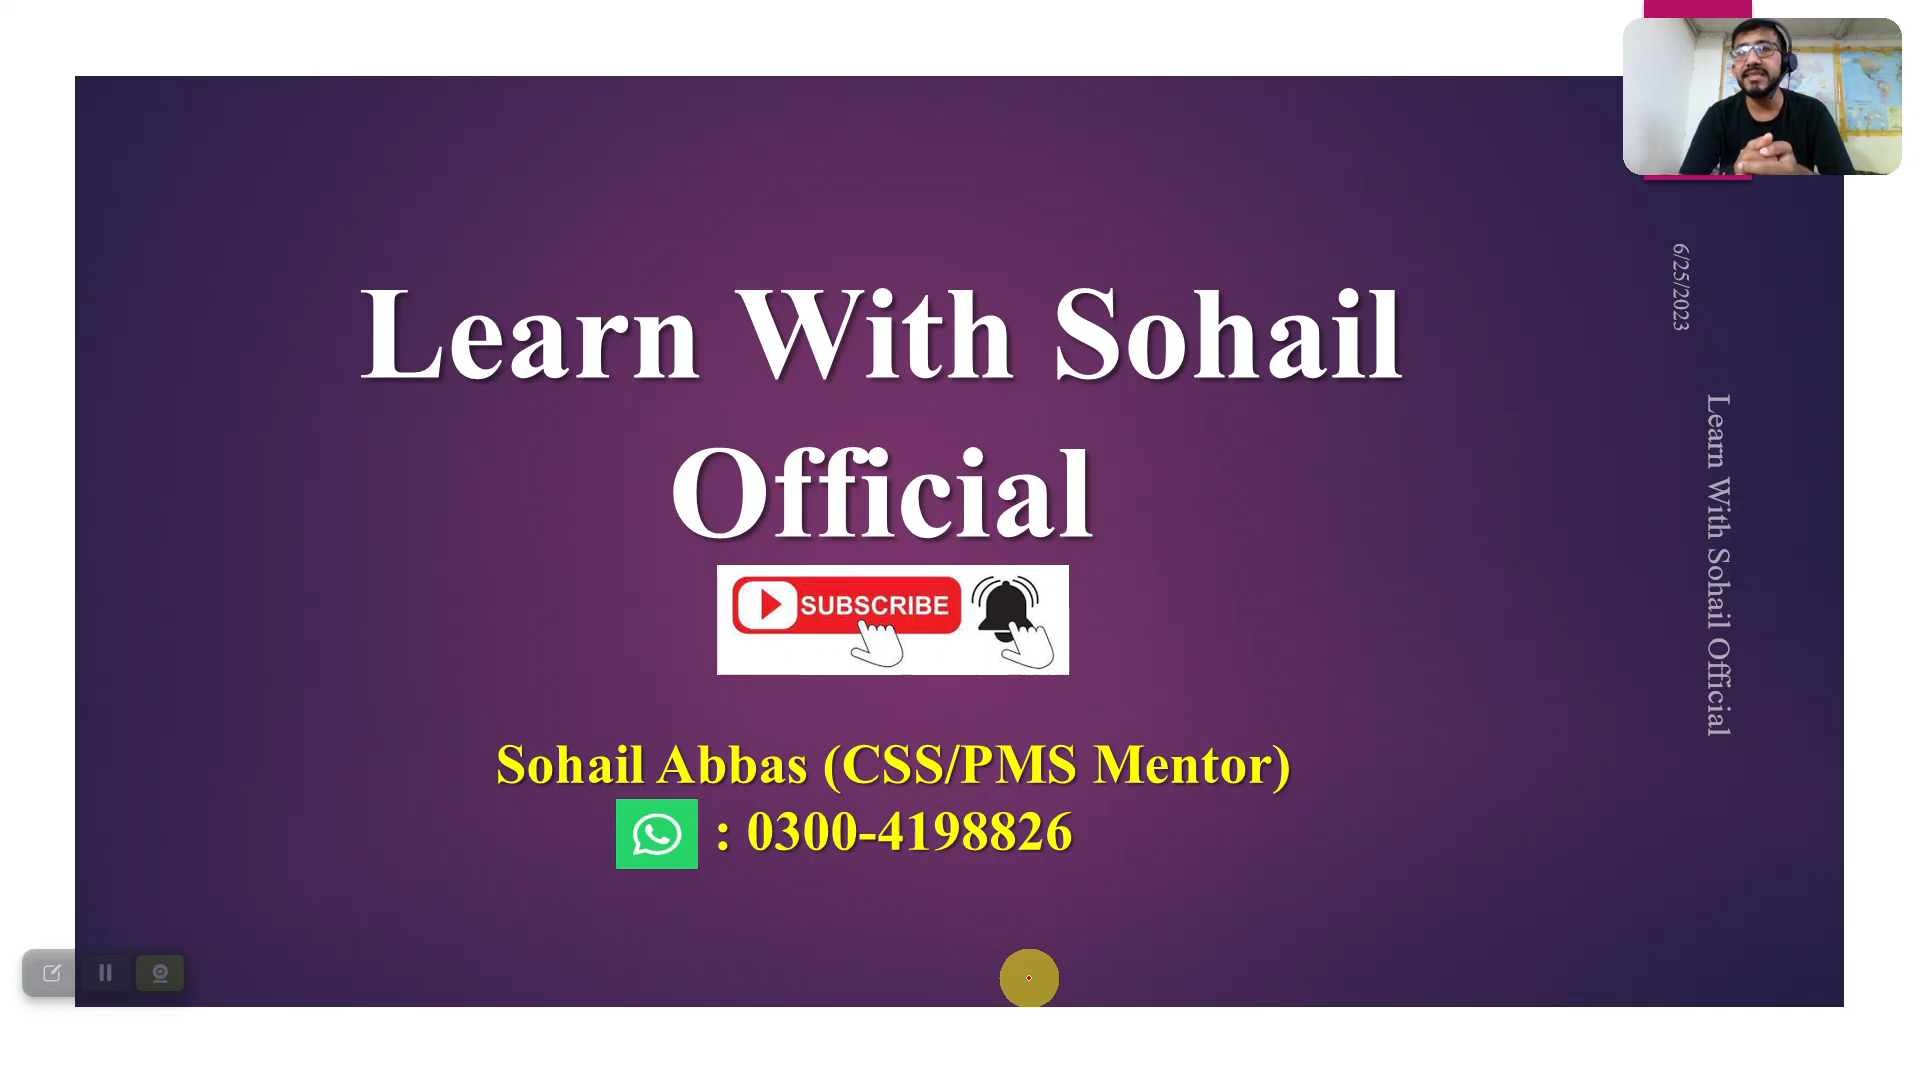 Learn With Sohail
Official
SUBSCRIBE
Sohail Abbas (CSS/PMS Mentor)
: 0300-4198826
6/25/2023
Learn With Sohail Official